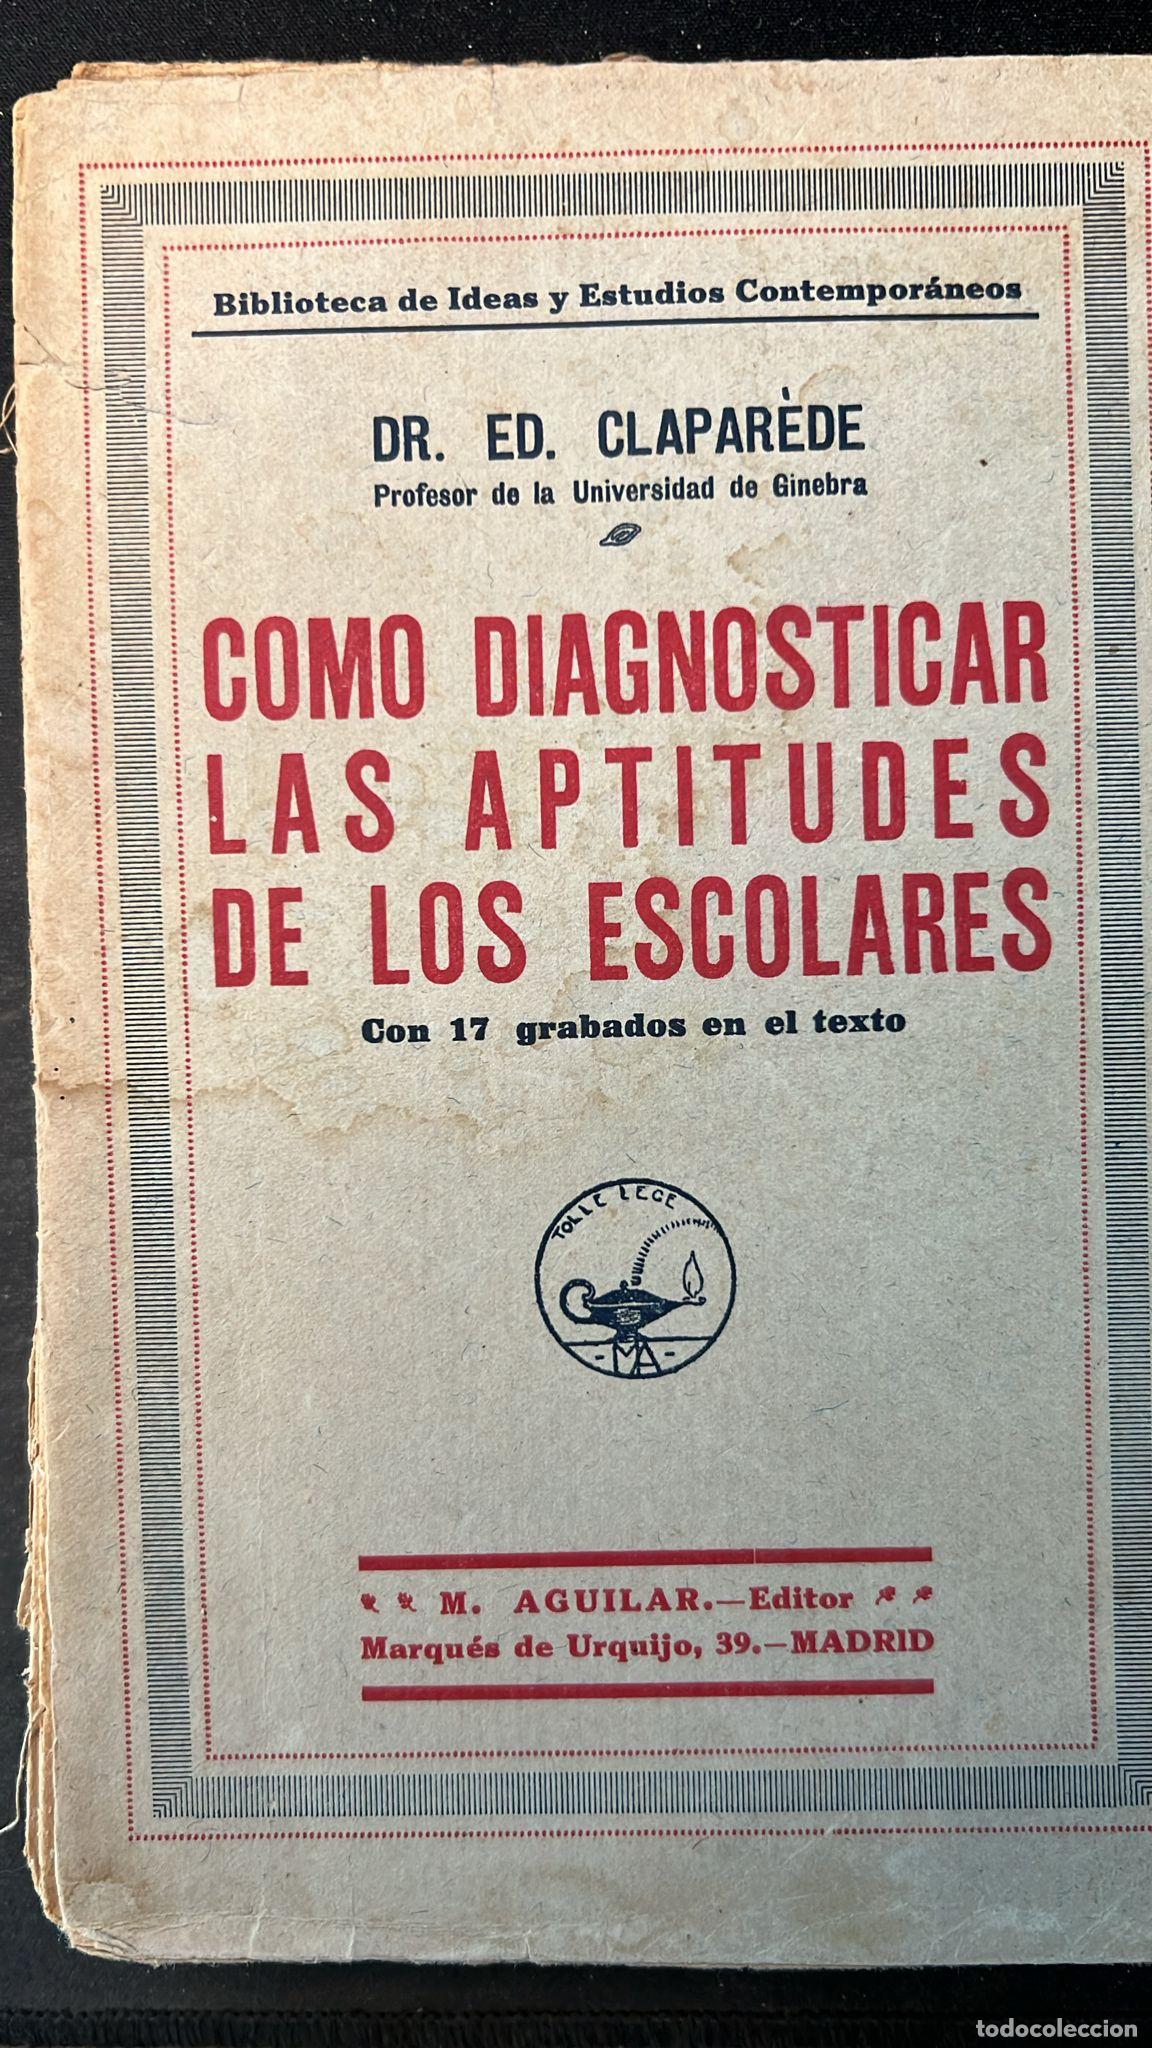 Biblioteca de Ideas y Estudios Contemporáneos
DR. ED. CLAPARÈDE
Profesor de la Universidad de Ginebra
COMO DIAGNOSTICAR
LAS APTITUDES
DE LOS ESCOLARES
Con 17 grabados en el texto
TOLLE LEGE
- MA -
M. AGUILAR.—Editor
Marqués de Urquijo, 39.—MADRID
todocoleccion